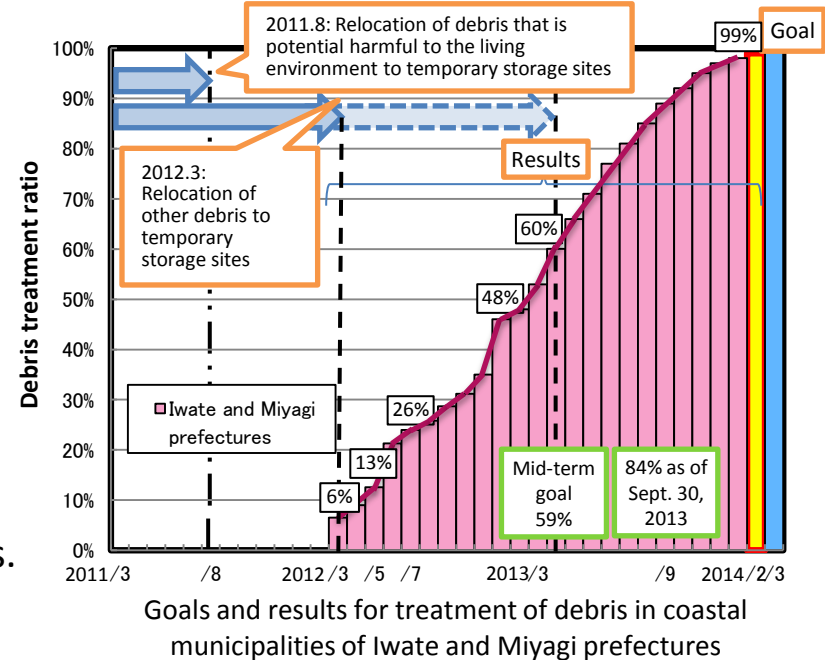 2011.8: Relocation of debris that is
potential harmful to the living
environment to temporary storage sites
99%
Goal
100%
90%
80%
70%
60%
50%
40%
30%
20%
10%
0%
Debris treatment ratio
2012.3:
Relocation of
other debris to
temporary
storage sites
Results
60%
48%
26%
13%
6%
Iwate and Miyagi
prefectures
Mid-term
goal
59%
84% as of
Sept. 30,
2013
s.
2011/3 /8 2012/3 /5 /7 2013/3 /9 2014/2/3
Goals and results for treatment of debris in coastal
municipalities of Iwate and Miyagi prefectures